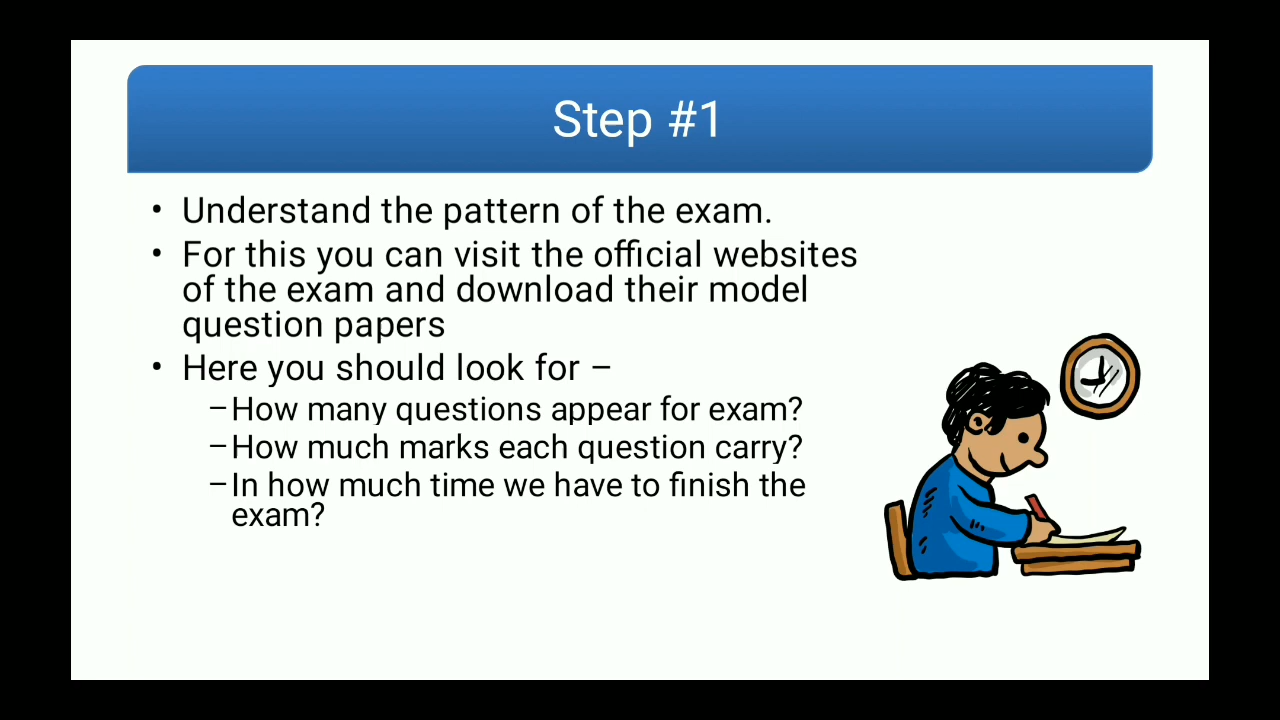 Step #1
• Understand the pattern of the exam.
• For this you can visit the official websites
of the exam and download their model
question papers
• Here you should look for –
–How many questions appear for exam?
–How much marks each question carry?
–In how much time we have to finish the
exam?